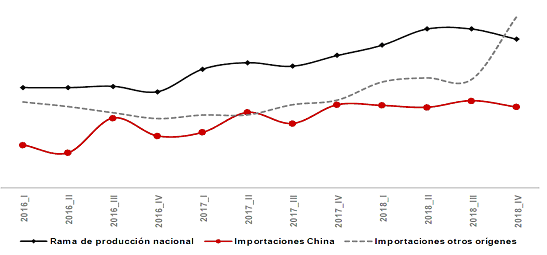 2016_I
2016_II
2016_III
2016_IV
2017_I
2017_II
2017_III
2017_IV
2018_I
2018_II
2018_III
2018_IV
Rama de producción nacional Importaciones China Importaciones otros orígenes